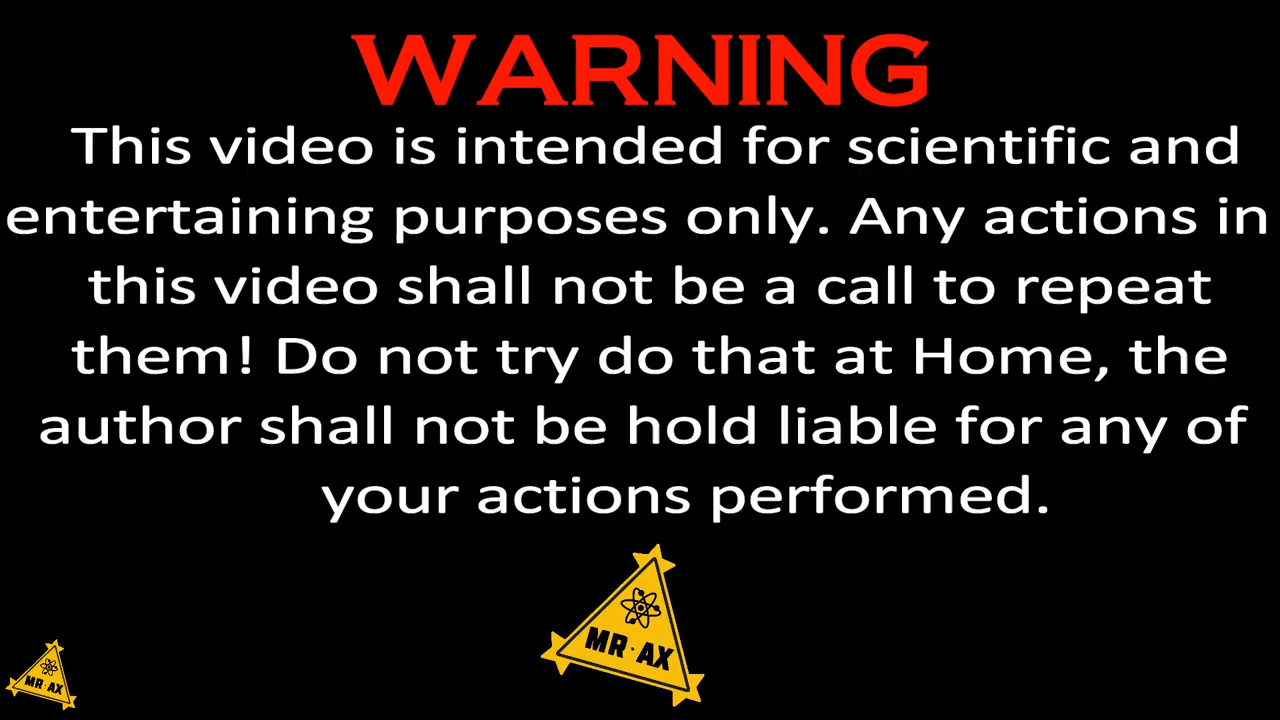 WARNING
This video is intended for scientific and
entertaining purposes only. Any actions in
this video shall not be a call to repeat
them! Do not try do that at Home, the
author shall not be hold liable for any of
your actions performed.
MR·AX
MR·AX